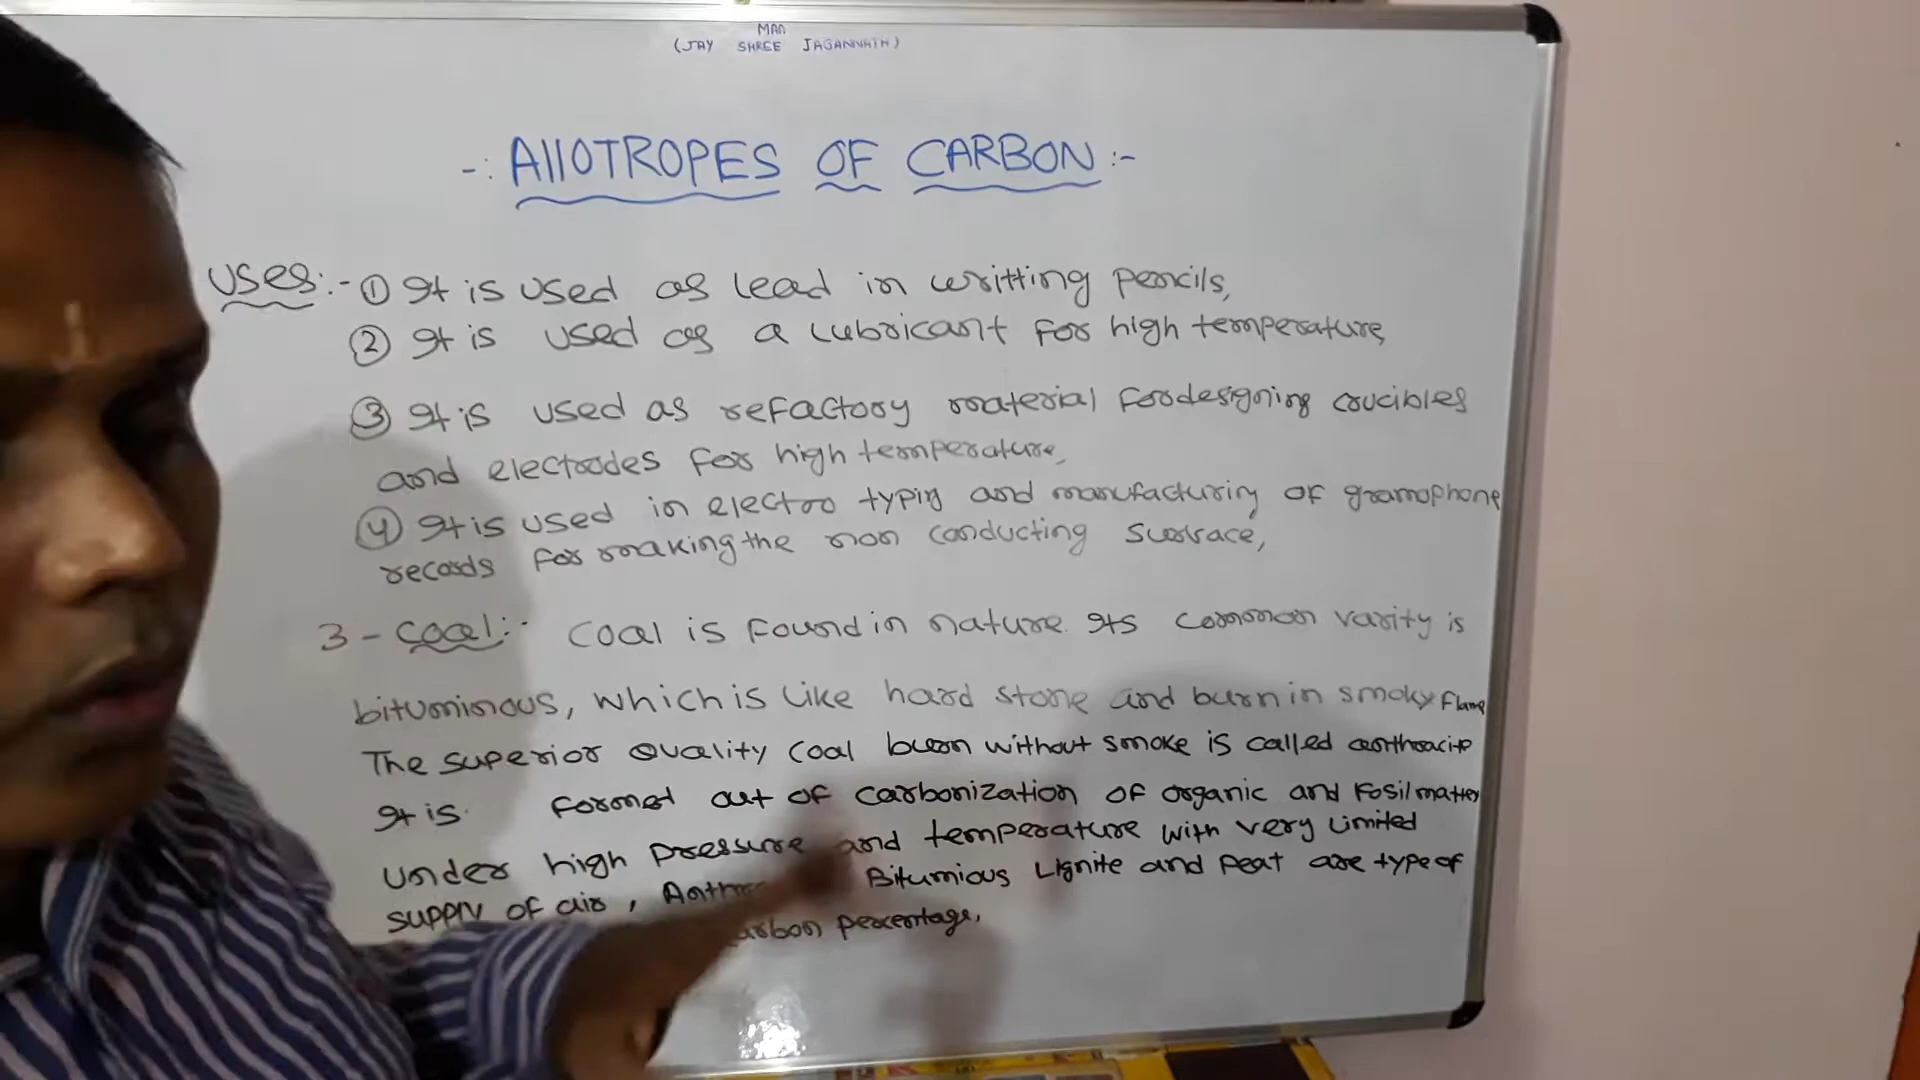 MAA
(JAY SHREE JAGANNATH)
-: AllOTROPES OF CARBON :-
Uses:- ① It is used as lead in writting pencils,
② It is used as a lubricant for high temperature,
③ It is used as refactory material for designing crucibles
and electrodes for high temperature,
④ It is used in electro typing and manufacturing of gramophone
records for making the non conducting surface,
3 - Coal:- Coal is found in nature. Its common varity is
bituminous, which is like hard stone and burn in smoky flame
The superior Quality coal burn without smoke is called anthracite
It is formed out of carbonization of organic and fosil matter
under high pressure and temperature with very limited
supply of air, Bitumious Lignite and peat are type of
percentage,